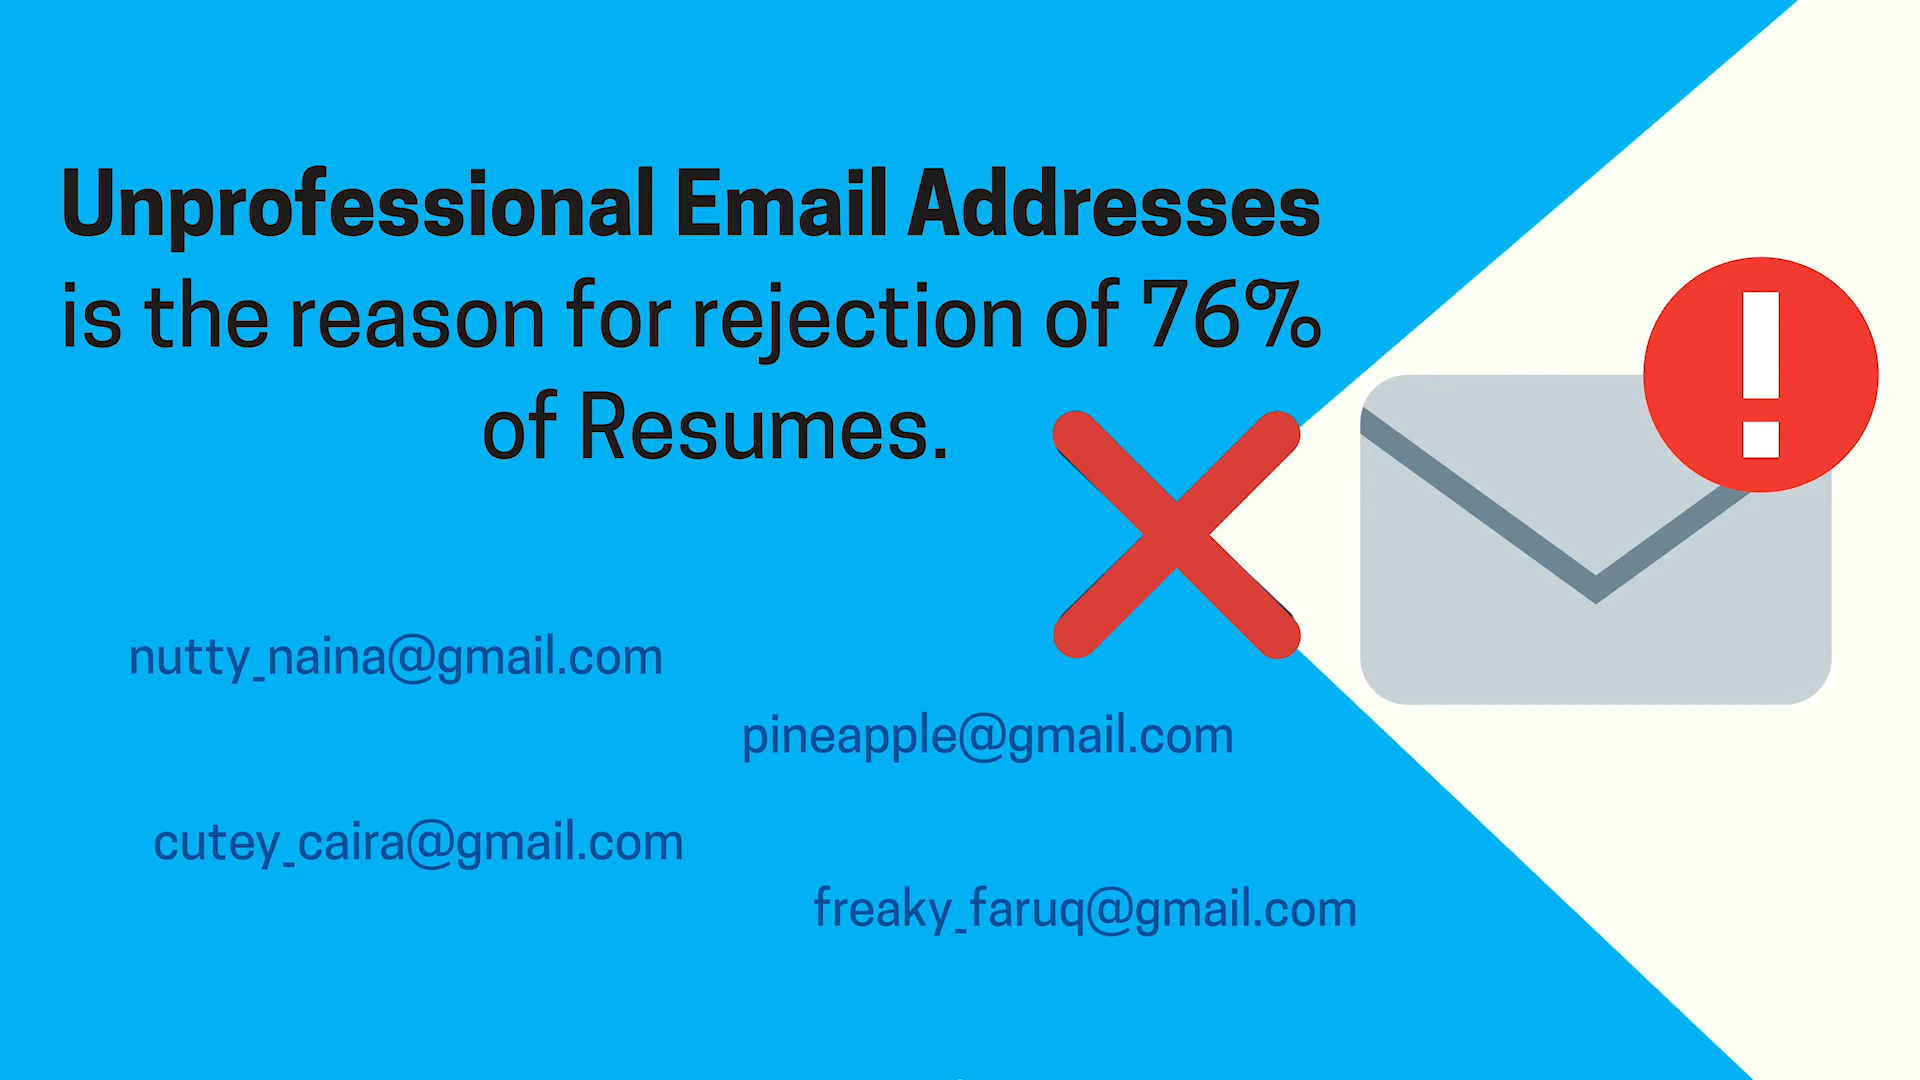 Unprofessional Email Addresses
is the reason for rejection of 76%
of Resumes.
nutty_naina@gmail.com
pineapple@gmail.com
cutey_caira@gmail.com
freaky_faruq@gmail.com